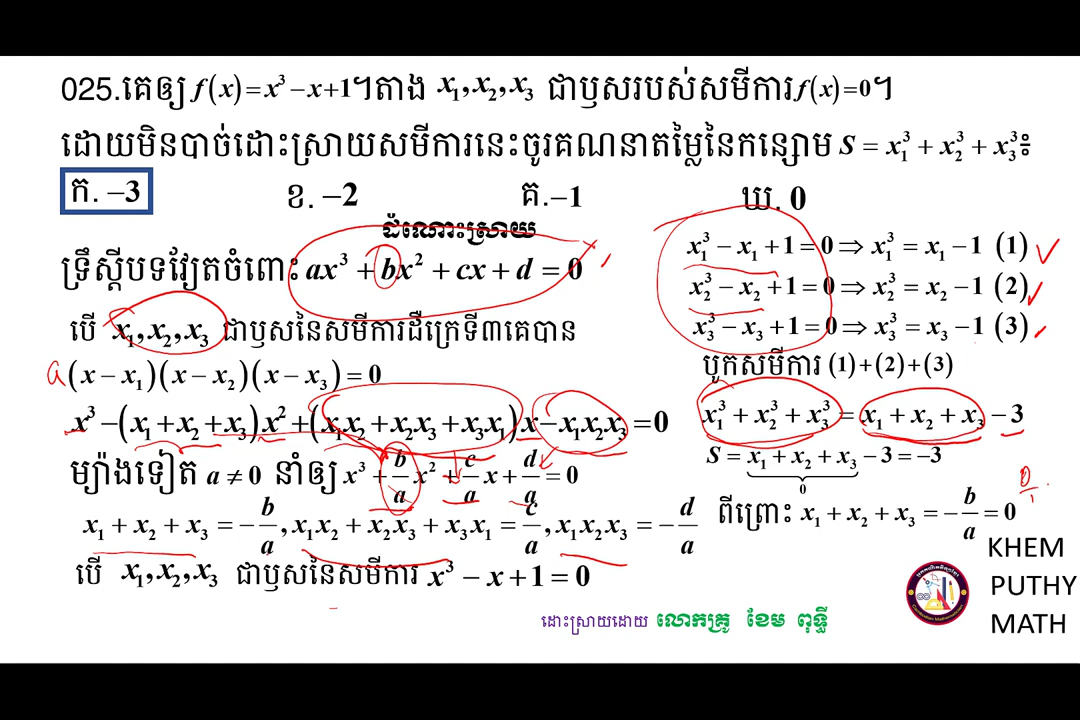 025.គេឲ្យ f(x)=x³−x+1។តាង x₁,x₂,x₃ ជាឫសរបស់សមីការ f(x)=0។
ដោយមិនបាច់ដោះស្រាយសមីការនេះចូរគណនាតម្លៃនៃកន្សោម S = x₁³ + x₂³ + x₃³៖
ក. −3 ខ. −2 គ. −1 ឃ. 0
ដំណោះស្រាយ
ទ្រឹស្តីបទវ្យែតចំពោះ ax³ + bx² + cx + d = 0
បើ x₁,x₂,x₃ ជាឫសនៃសមីការដឺក្រេទី៣គេបាន
a(x − x₁)(x − x₂)(x − x₃) = 0
x³ −(x₁ + x₂ + x₃)x² +(x₁x₂ + x₂x₃ + x₃x₁)x − x₁x₂x₃ = 0
ម្យ៉ាងទៀត a ≠ 0 នាំឲ្យ x³ + b/a x² + c/a x + d/a = 0
x₁ + x₂ + x₃ = −b/a, x₁x₂ + x₂x₃ + x₃x₁ = c/a, x₁x₂x₃ = −d/a
បើ x₁,x₂,x₃ ជាឫសនៃសមីការ x³ − x + 1 = 0
x₁³ − x₁ + 1 = 0 ⇒ x₁³ = x₁ − 1 (1)
x₂³ − x₂ + 1 = 0 ⇒ x₂³ = x₂ − 1 (2)
x₃³ − x₃ + 1 = 0 ⇒ x₃³ = x₃ − 1 (3)
បូកសមីការ (1)+(2)+(3)
x₁³ + x₂³ + x₃³ = x₁ + x₂ + x₃ − 3
S = x₁ + x₂ + x₃ − 3 = −3
0
ពីព្រោះ x₁ + x₂ + x₃ = −b/a = 0
KHEM
PUTHY
MATH
ដោះស្រាយដោយ លោកគ្រូ ខែម ពុទ្ធី